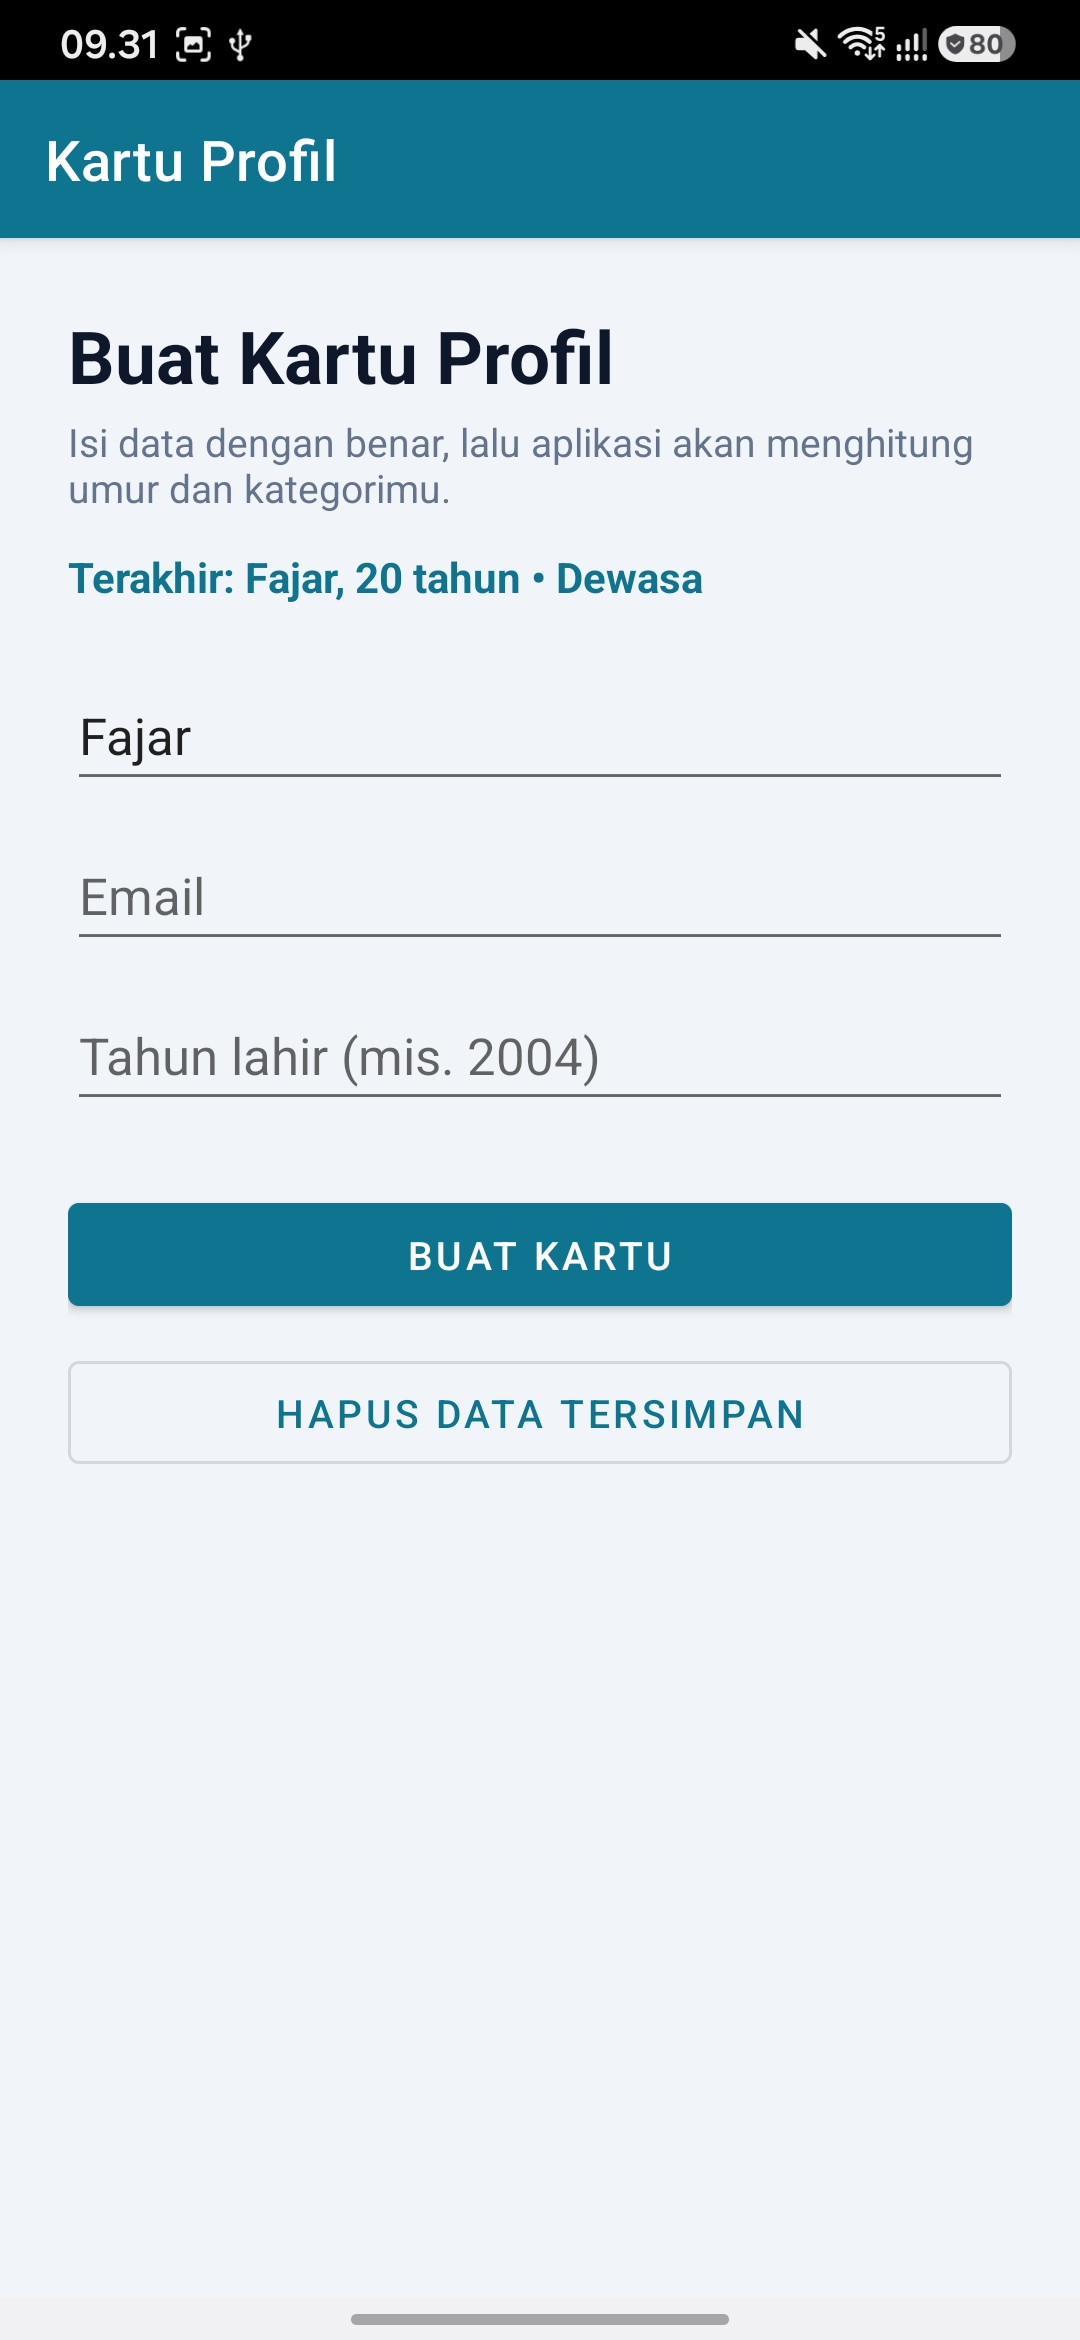 09.31
5
80
Kartu Profil
Buat Kartu Profil
Isi data dengan benar, lalu aplikasi akan menghitung
umur dan kategorimu.
Terakhir: Fajar, 20 tahun • Dewasa
Fajar
Email
Tahun lahir (mis. 2004)
BUAT KARTU
HAPUS DATA TERSIMPAN